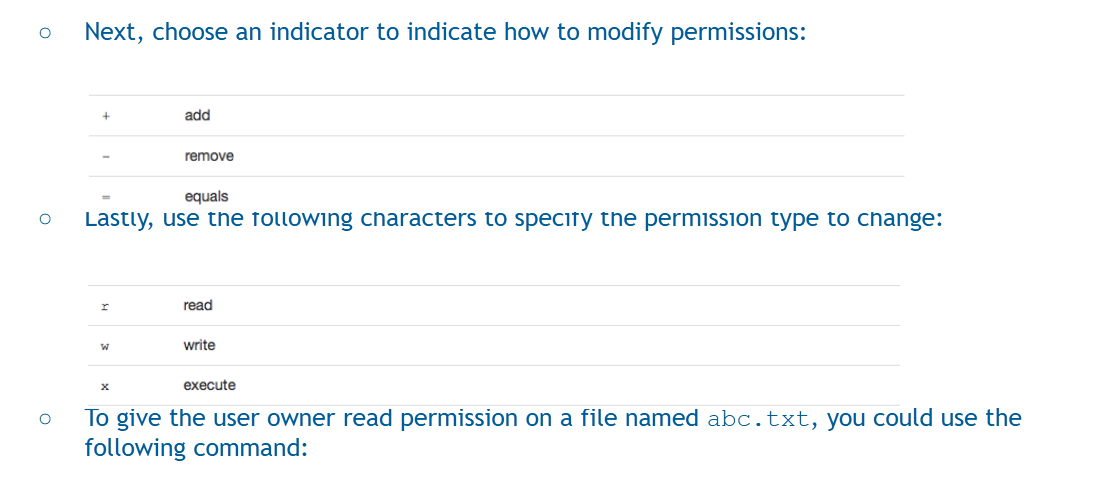 ○ Next, choose an indicator to indicate how to modify permissions:
+ add
- remove
= equals
○ Lastly, use the following characters to specify the permission type to change:
r read
w write
x execute
○ To give the user owner read permission on a file named abc.txt, you could use the
following command: